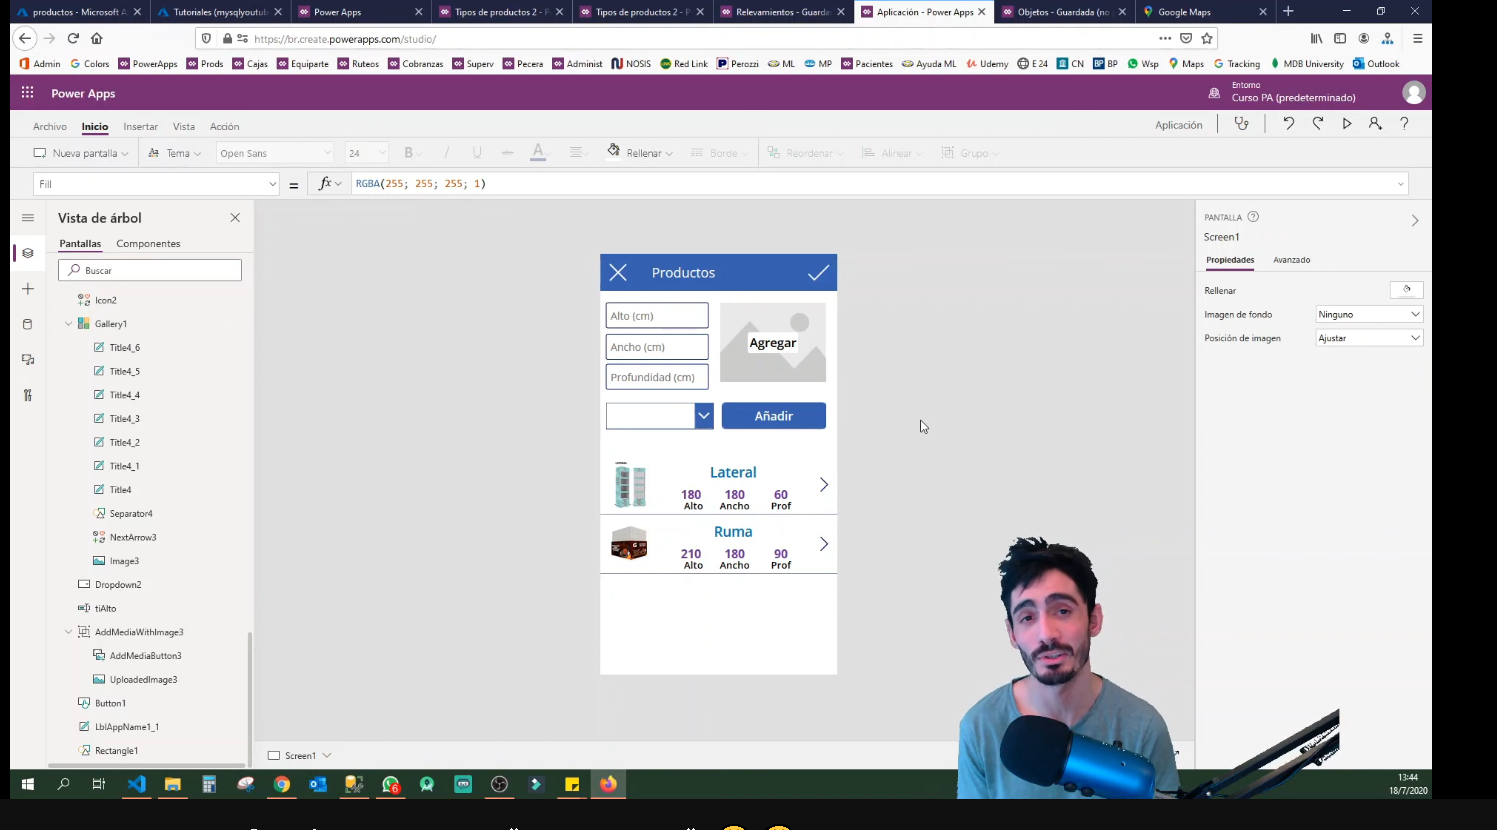 productos - Microsoft A
Tutoriales (mysqlyoutub
Power Apps
Tipos de productos 2 - P
Tipos de productos 2 - P
Relevamientos - Guarda
Aplicación - Power Apps
Objetos - Guardada (no
Google Maps
https://br.create.powerapps.com/studio/
Admin
Colors
PowerApps
Prods
Cajas
Equiparte
Ruteos
Cobranzas
Superv
Pecera
Administ
NOSIS
Red Link
Perozzi
ML
MP
Pacientes
Ayuda ML
Udemy
E 24
CN
BP
Wsp
Maps
Tracking
MDB University
Outlook
Power Apps
Entorno
Curso PA (predeterminado)
Archivo
Inicio
Insertar
Vista
Acción
Aplicación
Nueva pantalla
Tema
Open Sans
24
Rellenar
Borde
Reordenar
Alinear
Grupo
Fill
= fx
RGBA(255; 255; 255; 1)
Vista de árbol
Pantallas
Componentes
Buscar
Icon2
Gallery1
Title4_6
Title4_5
Title4_4
Title4_3
Title4_2
Title4_1
Title4
Separator4
NextArrow3
Image3
Dropdown2
tiAlto
AddMediaWithImage3
AddMediaButton3
UploadedImage3
Button1
LblAppName1_1
Rectangle1
Productos
Alto (cm)
Ancho (cm)
Profundidad (cm)
Agregar
Añadir
Lateral
180 180 60
Alto Ancho Prof
Ruma
210 180 90
Alto Ancho Prof
Screen1
PANTALLA
Screen1
Propiedades
Avanzado
Rellenar
Imagen de fondo
Ninguno
Posición de imagen
Ajustar
6
13:44
18/7/2020